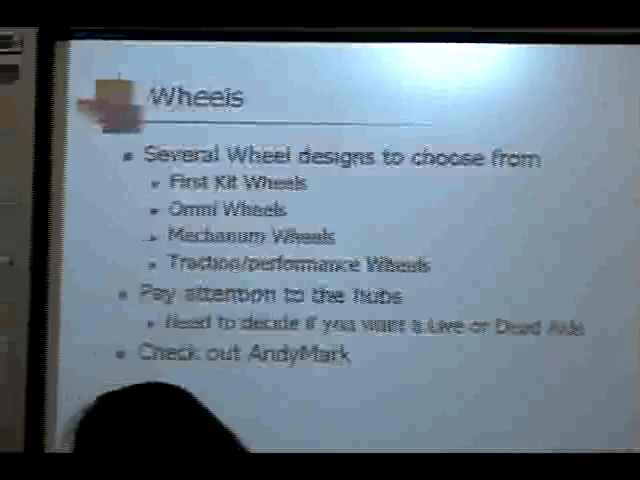 Wheels
Several Wheel designs to choose from
First Kit Wheels
Omni Wheels
Mechanum Wheels
Traction/performance Wheels
Pay attention to the hubs
Need to decide if you want a Live or Dead Axle
Check out AndyMark